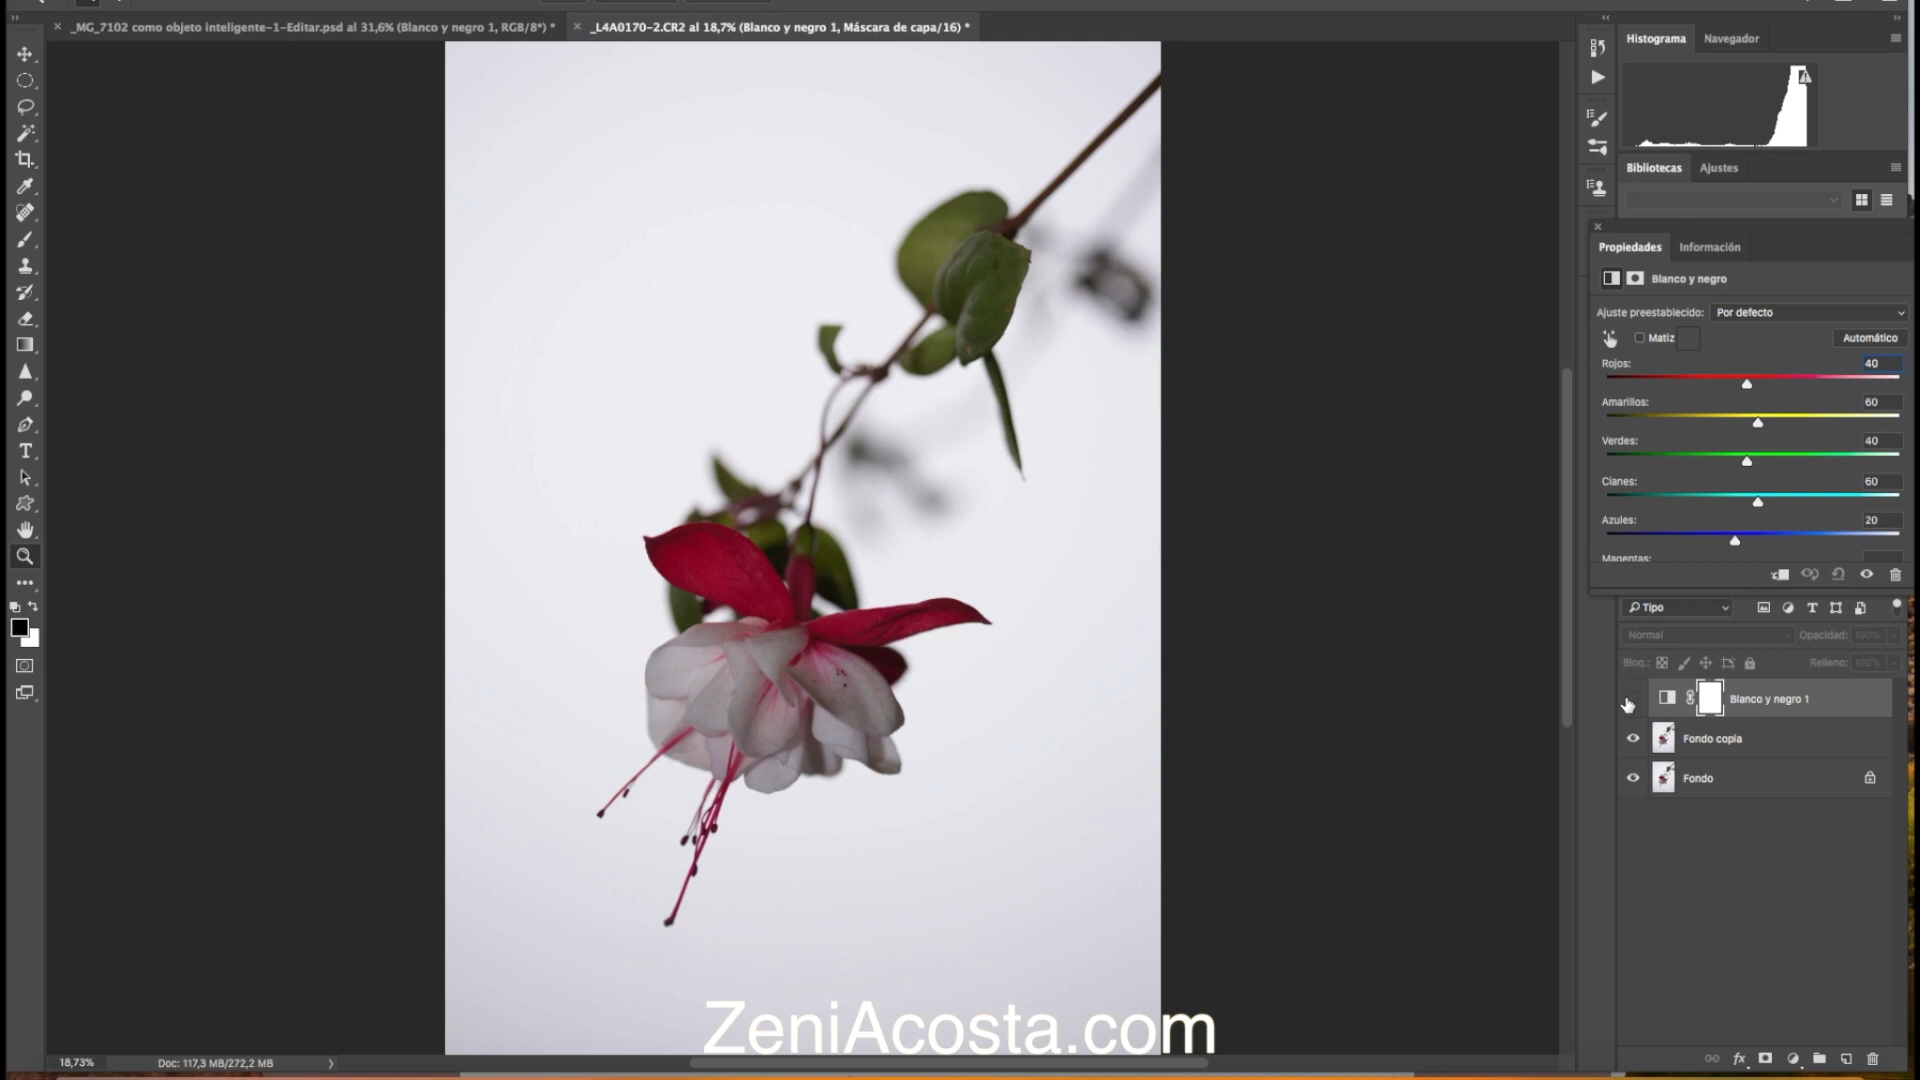 _MG_7102 como objeto inteligente-1-Editar.psd al 31,6% (Blanco y negro 1, RGB/8*) *
_L4A0170-2.CR2 al 18,7% (Blanco y negro 1, Máscara de capa/16) *
Histograma
Navegador
Bibliotecas
Ajustes
Propiedades
Información
Blanco y negro
Ajuste preestablecido: Por defecto
Matiz
Automático
Rojos: 40
Amarillos: 60
Verdes: 40
Cianes: 60
Azules: 20
Magentas:
Tipo
Normal
Opacidad: 100%
Bloq.:
Relleno: 100%
Blanco y negro 1
Fondo copia
Fondo
ZeniAcosta.com
18,73%
Doc: 117,3 MB/272,2 MB